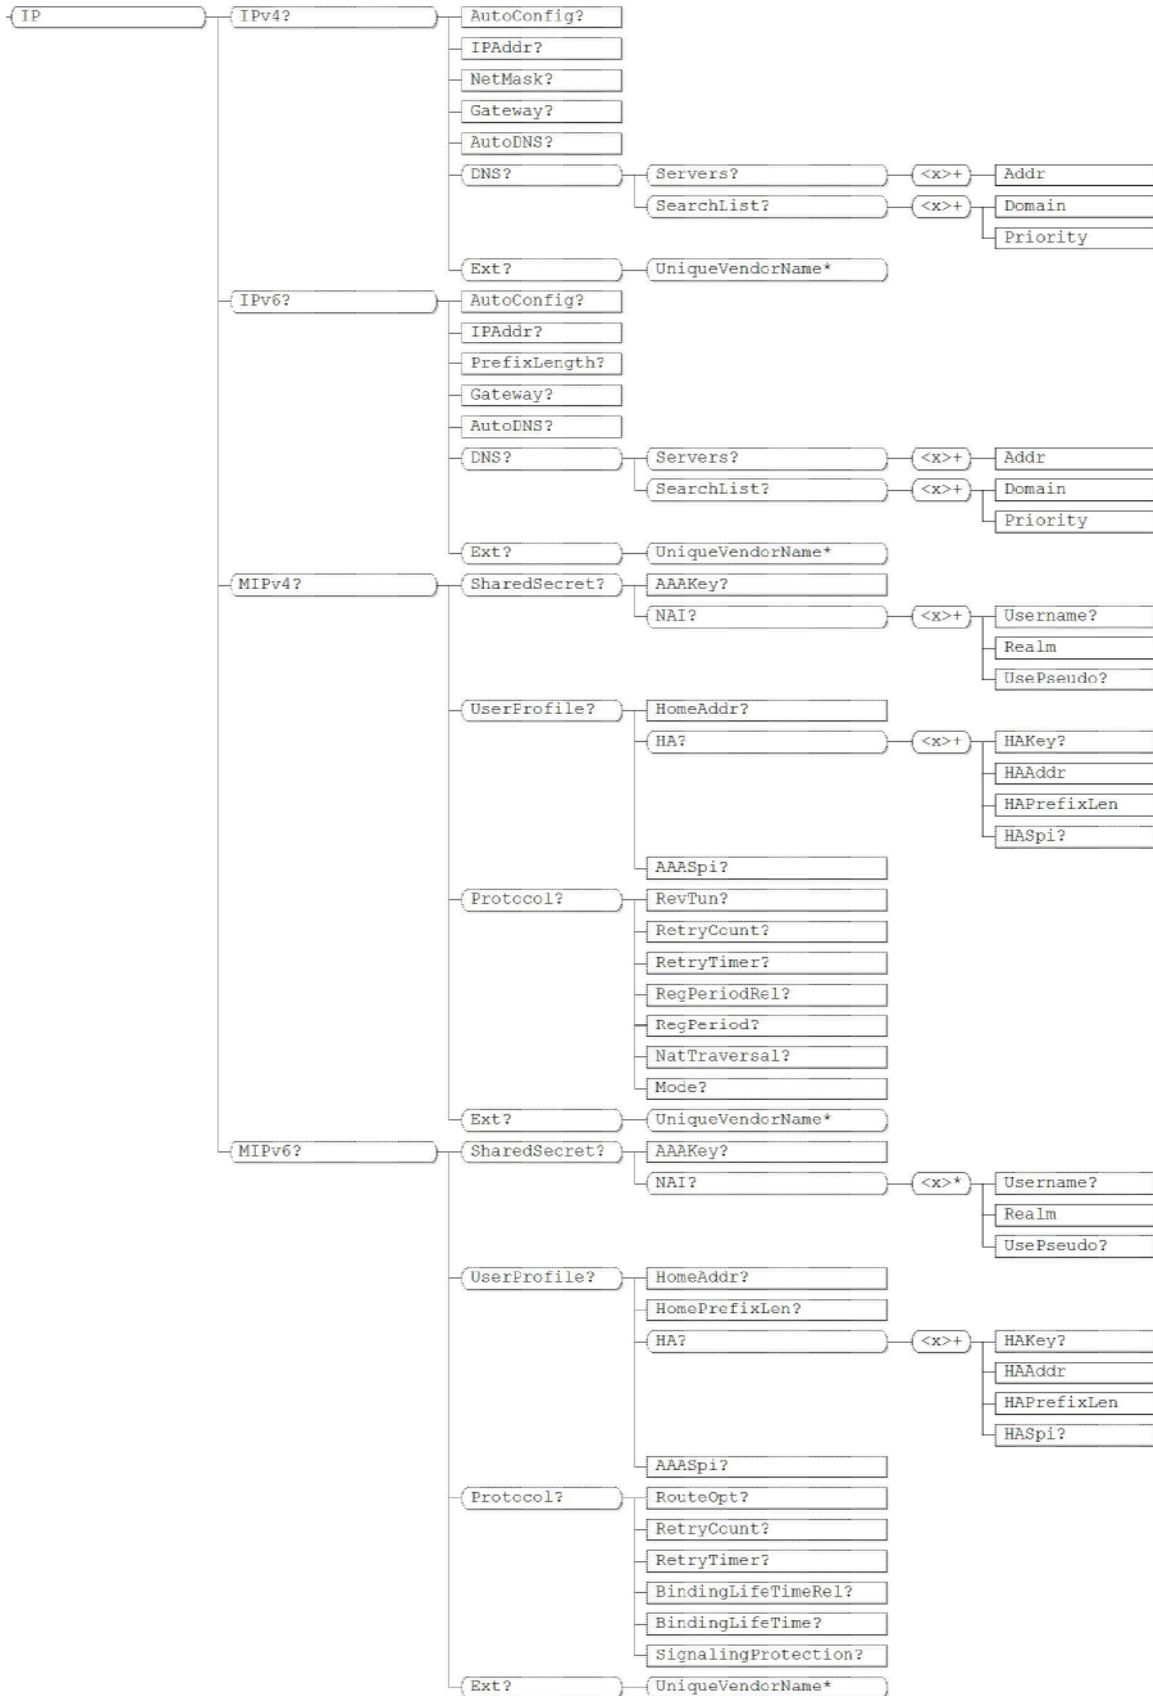 IP IPv4? AutoConfig?
IPAddr?
NetMask?
Gateway?
AutoDNS?
DNS? Servers? <x>+ Addr
SearchList? <x>+ Domain
Priority
Ext? UniqueVendorName*
IPv6? AutoConfig?
IPAddr?
PrefixLength?
Gateway?
AutoDNS?
DNS? Servers? <x>+ Addr
SearchList? <x>+ Domain
Priority
Ext? UniqueVendorName*
MIPv4? SharedSecret? AAAKey?
NAI? <x>+ Username?
Realm
UsePseudo?
UserProfile? HomeAddr?
HA? <x>+ HAKey?
HAAddr
HAPrefixLen
HASpi?
AAASpi?
Protocol? RevTun?
RetryCount?
RetryTimer?
RegPeriodRel?
RegPeriod?
NatTraversal?
Mode?
Ext? UniqueVendorName*
MIPv6? SharedSecret? AAAKey?
NAI? <x>* Username?
Realm
UsePseudo?
UserProfile? HomeAddr?
HomePrefixLen?
HA? <x>+ HAKey?
HAAddr
HAPrefixLen
HASpi?
AAASpi?
Protocol? RouteOpt?
RetryCount?
RetryTimer?
BindingLifeTimeRel?
BindingLifeTime?
SignalingProtection?
Ext? UniqueVendorName*